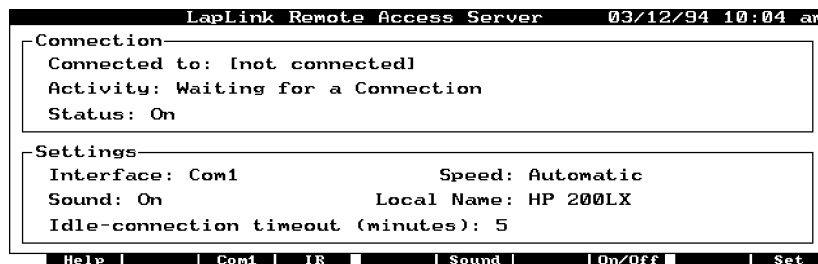 LapLink Remote Access Server 03/12/94 10:04 am
Connection
Connected to: [not connected]
Activity: Waiting for a Connection
Status: On
Settings
Interface: Com1 Speed: Automatic
Sound: On Local Name: HP 200LX
Idle-connection timeout (minutes): 5
Help | | Com1 | IR | Sound | | On/Off | Set